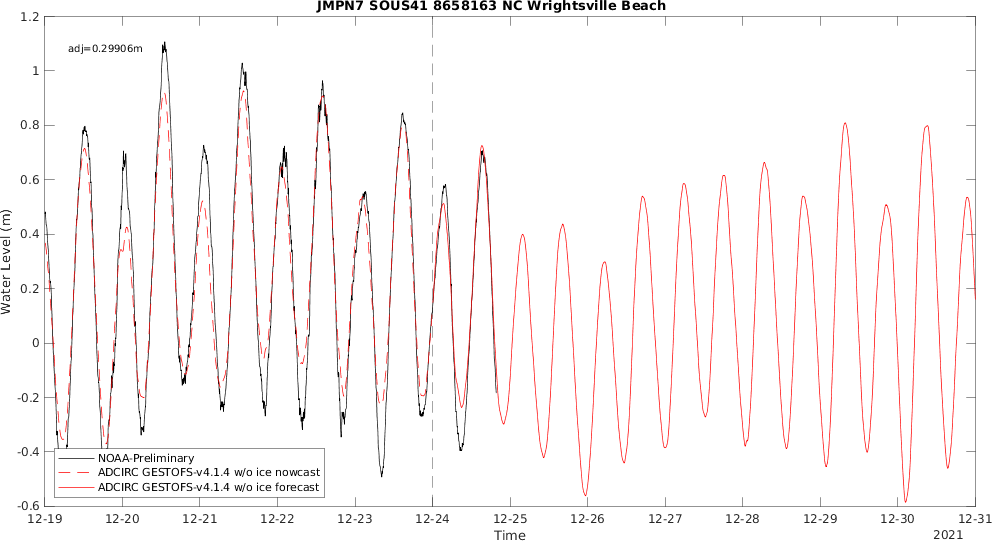 JMPN7 SOUS41 8658163 NC Wrightsville Beach
adj=0.29906m
Water Level (m)
1.2
1
0.8
0.6
0.4
0.2
0
-0.2
-0.4
-0.6
NOAA-Preliminary
ADCIRC GESTOFS-v4.1.4 w/o ice nowcast
ADCIRC GESTOFS-v4.1.4 w/o ice forecast
12-19 12-20 12-21 12-22 12-23 12-24 12-25 12-26 12-27 12-28 12-29 12-30 12-31
Time
2021